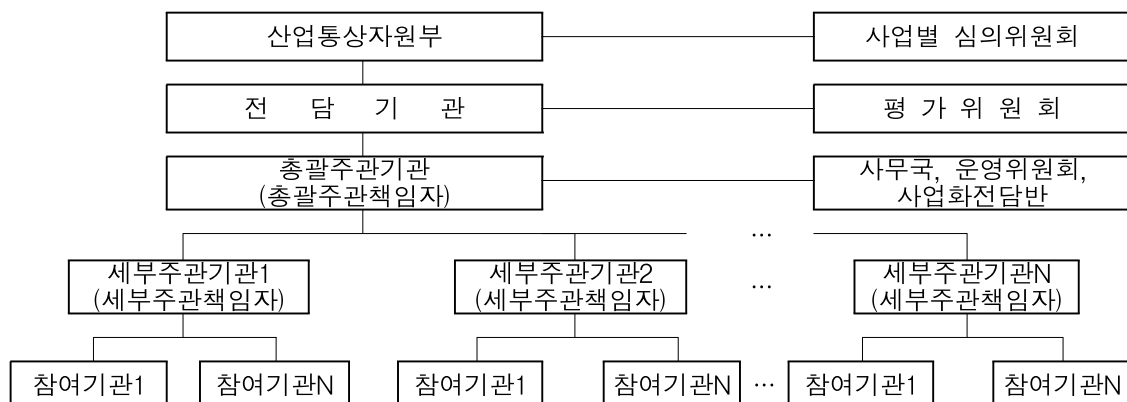 산업통상자원부
사업별 심의위원회
전 담 기 관
평 가 위 원 회
총괄주관기관
(총괄주관책임자)
사무국, 운영위원회,
사업화전담반
...
세부주관기관1
(세부주관책임자)
세부주관기관2
(세부주관책임자)
...
세부주관기관N
(세부주관책임자)
참여기관1
참여기관N
참여기관1
참여기관N
...
참여기관1
참여기관N